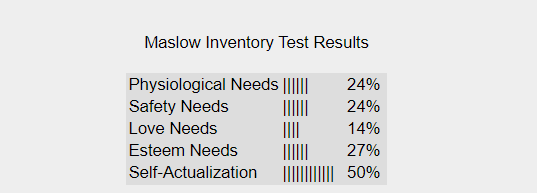 Maslow Inventory Test Results
Physiological Needs |||||| 24%
Safety Needs |||||| 24%
Love Needs |||| 14%
Esteem Needs |||||| 27%
Self-Actualization |||||||||||| 50%